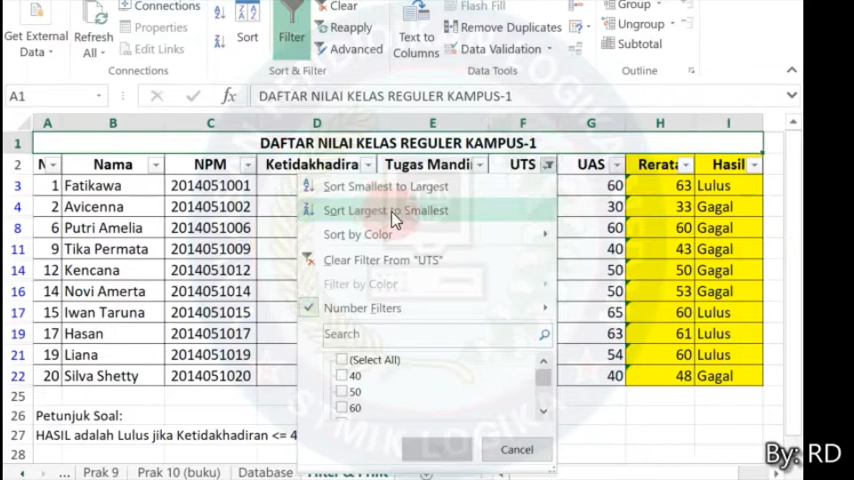 Connections
Clear
Flash Fill
Group
Get External Data
Refresh All
Properties
Sort
Filter
Reapply
Text to Columns
Remove Duplicates
Ungroup
Edit Links
Advanced
Data Validation
Subtotal
Connections
Sort & Filter
Data Tools
Outline
A1
fx
DAFTAR NILAI KELAS REGULER KAMPUS-1
A B C D E F G H I
1 DAFTAR NILAI KELAS REGULER KAMPUS-1
2 N Nama NPM Ketidakhadira Tugas Mandi UTS UAS Rerata Hasil
3 1 Fatikawa 2014051001 60 63 Lulus
4 2 Avicenna 2014051002 30 33 Gagal
8 6 Putri Amelia 2014051006 60 60 Gagal
11 9 Tika Permata 2014051009 40 43 Gagal
14 12 Kencana 2014051012 50 50 Gagal
16 14 Novi Amerta 2014051014 50 53 Gagal
17 15 Iwan Taruna 2014051015 65 60 Lulus
19 17 Hasan 2014051017 63 61 Lulus
21 19 Liana 2014051019 54 60 Lulus
22 20 Silva Shetty 2014051020 40 48 Gagal
25
26 Petunjuk Soal:
27 HASIL adalah Lulus jika Ketidakhadiran <= 4
28
Sort Smallest to Largest
Sort Largest to Smallest
Sort by Color
Clear Filter From "UTS"
Filter by Color
Number Filters
Search
(Select All)
40
50
60
Cancel
... Prak 9 Prak 10 (buku) Database Filter & Print
STMIK LOGIKA
By: RD